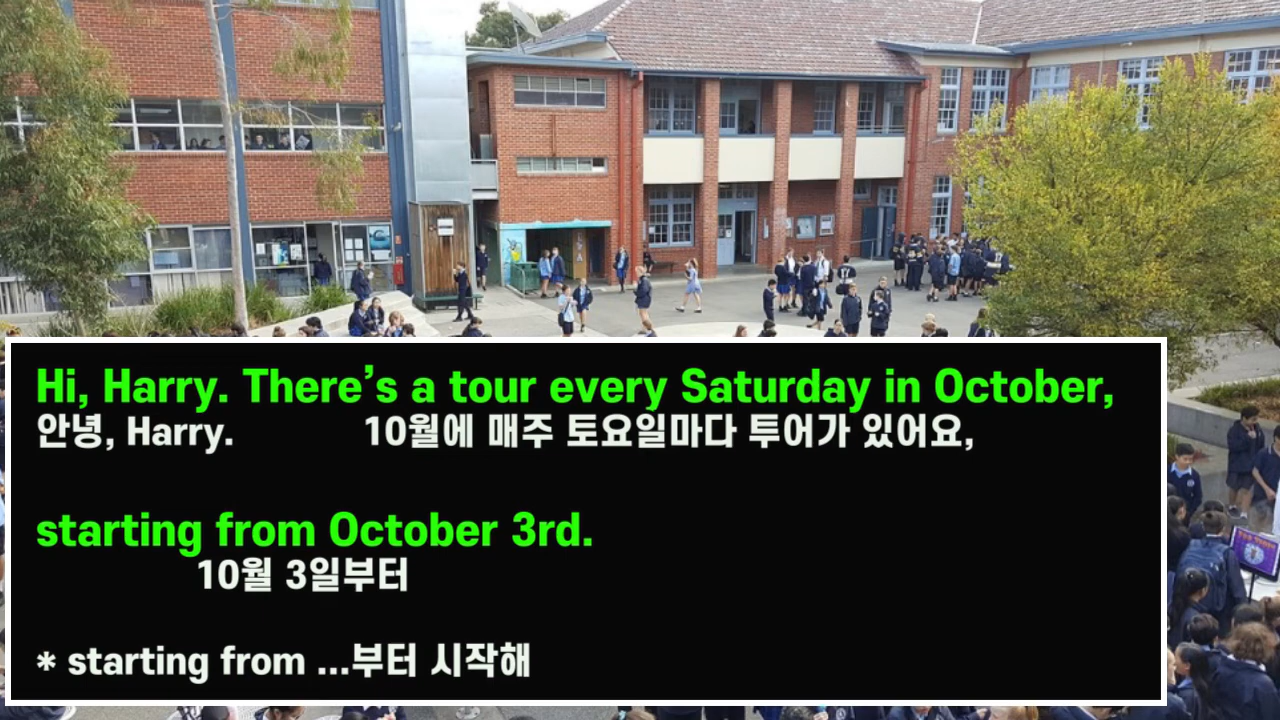 Hi, Harry. There's a tour every Saturday in October,
안녕, Harry. 10월에 매주 토요일마다 투어가 있어요,
starting from October 3rd.
10월 3일부터
* starting from ...부터 시작해